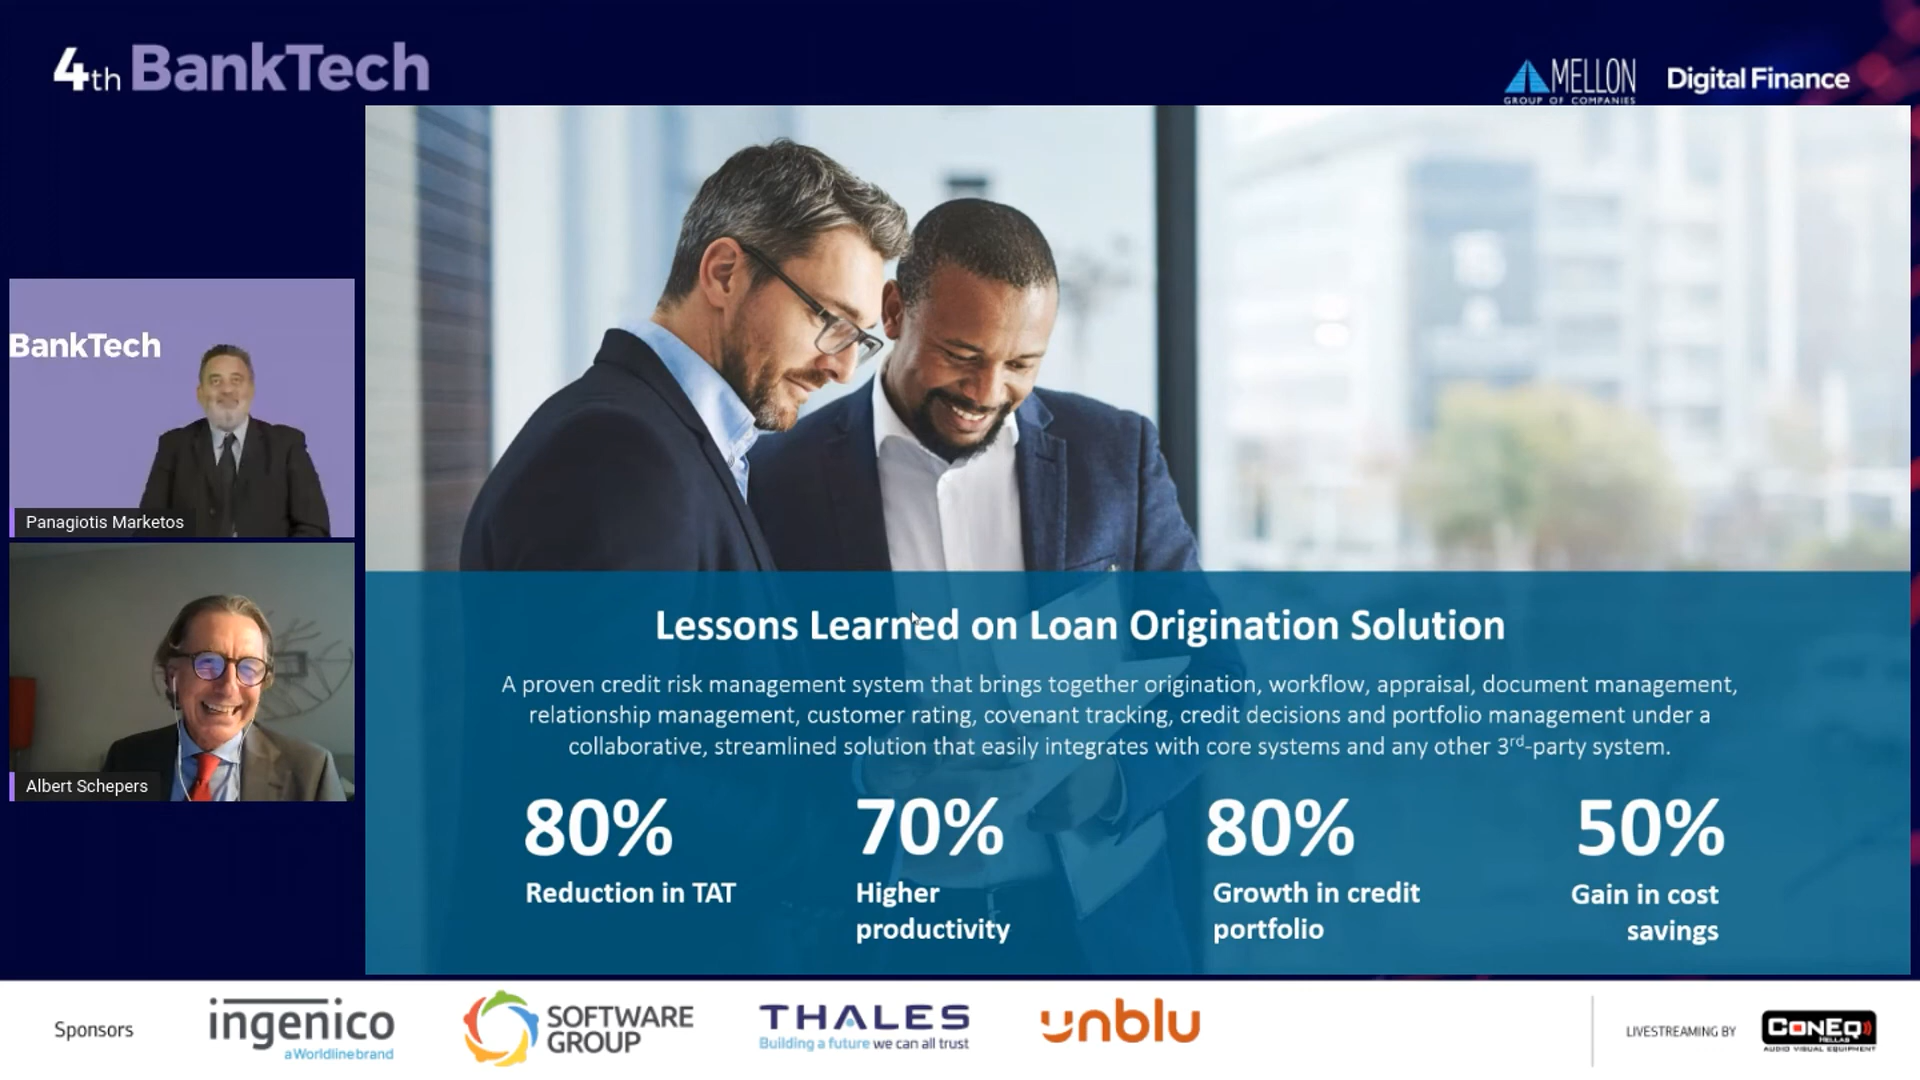 4th BankTech
MELLON
GROUP OF COMPANIES
Digital Finance
BankTech
Panagiotis Marketos
Albert Schepers
Lessons Learned on Loan Origination Solution
A proven credit risk management system that brings together origination, workflow, appraisal, document management,
relationship management, customer rating, covenant tracking, credit decisions and portfolio management under a
collaborative, streamlined solution that easily integrates with core systems and any other 3rd-party system.
80%
Reduction in TAT
70%
Higher
productivity
80%
Growth in credit
portfolio
50%
Gain in cost
savings
Sponsors
ingenico
a Worldline brand
SOFTWARE
GROUP
THALES
Building a future we can all trust
unblu
LIVESTREAMING BY
CONEQ
HELLAS
AUDIO VISUAL EQUIPMENT